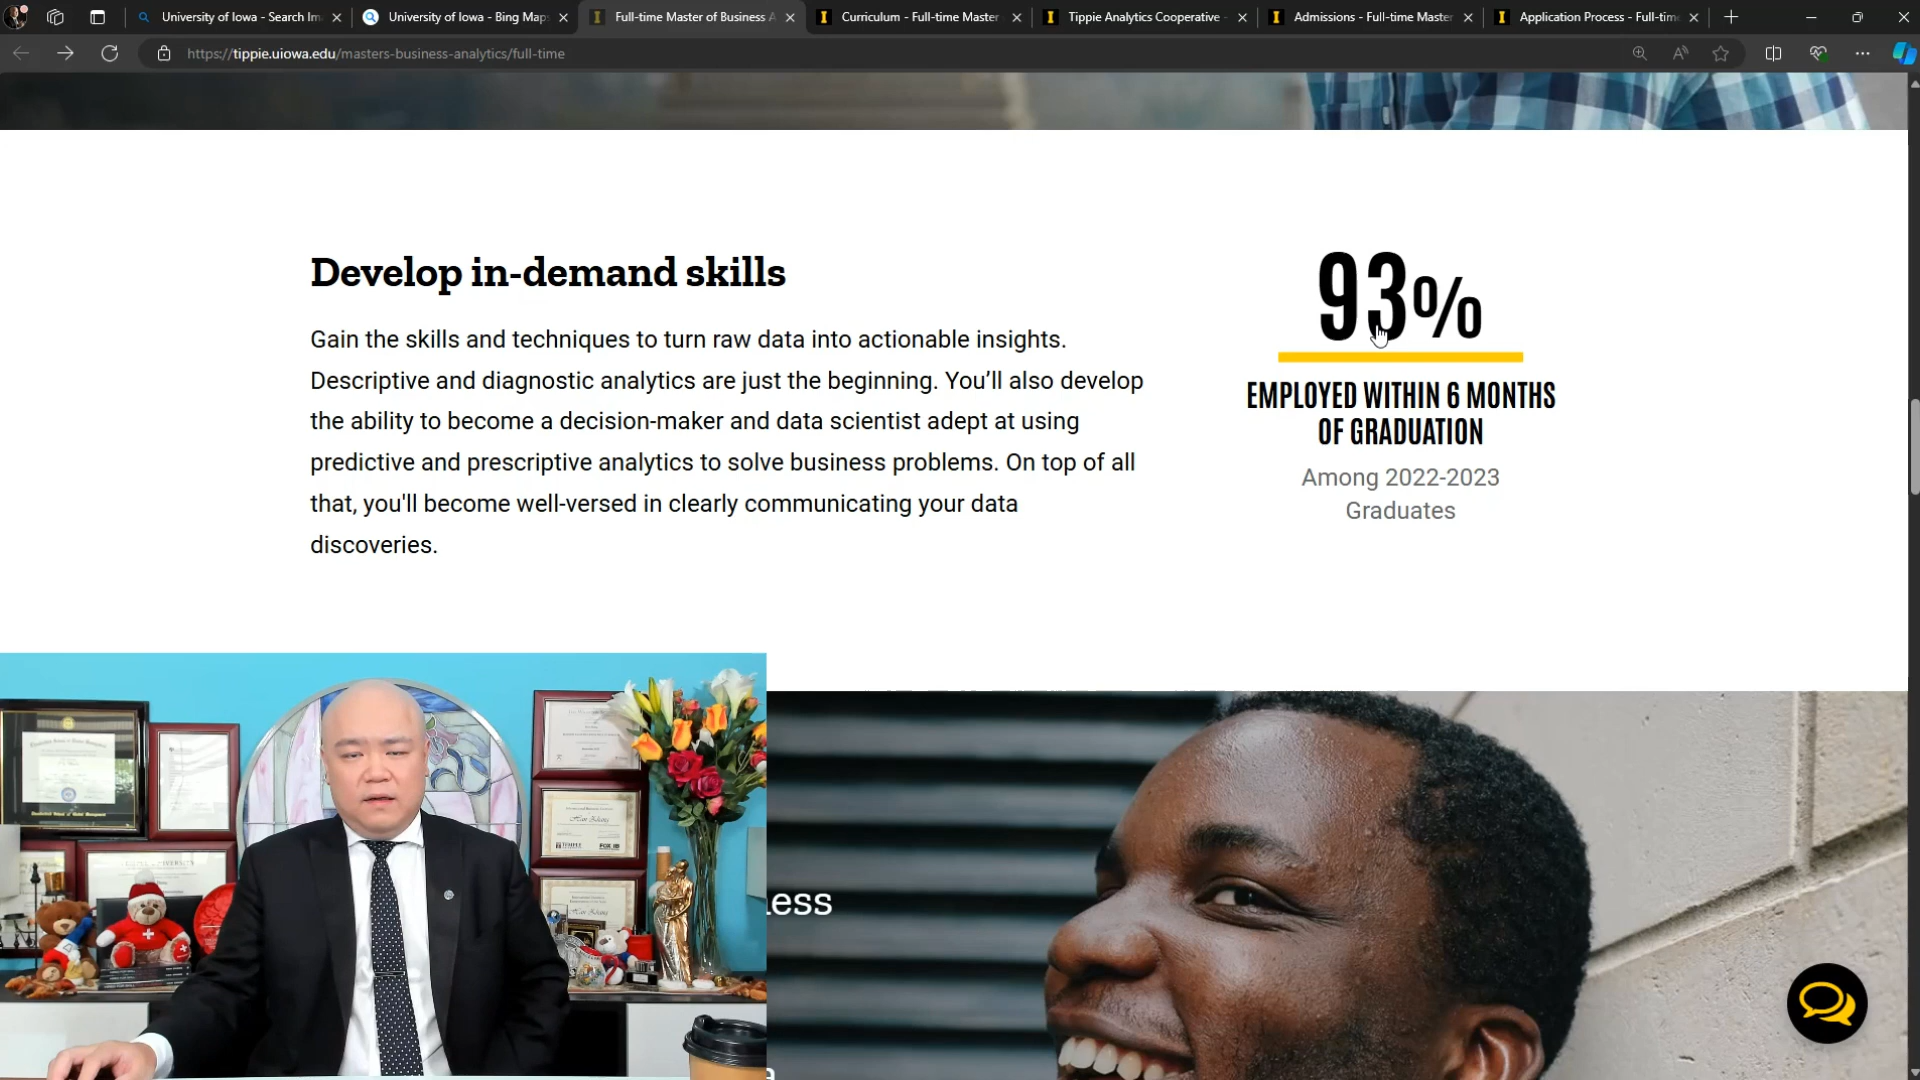 University of Iowa - Search Im
University of Iowa - Bing Maps
Full-time Master of Business A
Curriculum - Full-time Master
Tippie Analytics Cooperative -
Admissions - Full-time Master
Application Process - Full-tim
https://tippie.uiowa.edu/masters-business-analytics/full-time
Develop in-demand skills
Gain the skills and techniques to turn raw data into actionable insights.
Descriptive and diagnostic analytics are just the beginning. You’ll also develop
the ability to become a decision-maker and data scientist adept at using
predictive and prescriptive analytics to solve business problems. On top of all
that, you'll become well-versed in clearly communicating your data
discoveries.
93%
EMPLOYED WITHIN 6 MONTHS
OF GRADUATION
Among 2022-2023
Graduates
ess